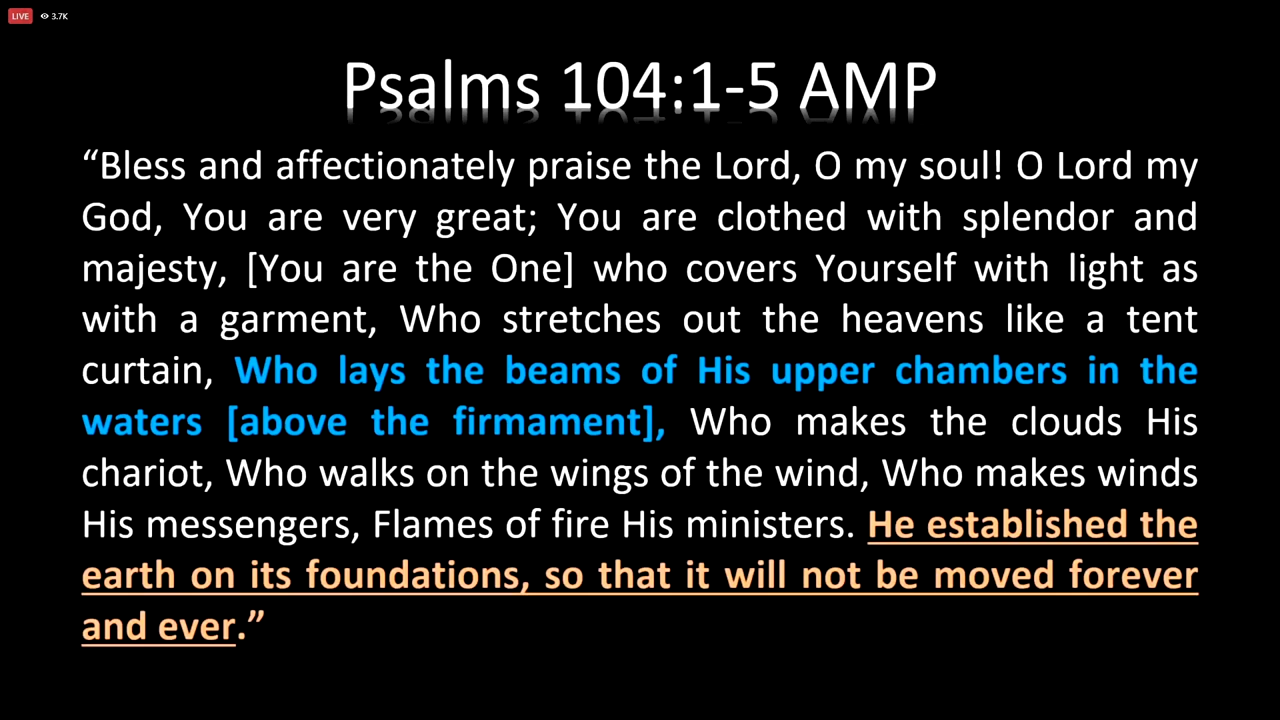 LIVE 3.7K
Psalms 104:1-5 AMP
“Bless and affectionately praise the Lord, O my soul! O Lord my
God, You are very great; You are clothed with splendor and
majesty, [You are the One] who covers Yourself with light as
with a garment, Who stretches out the heavens like a tent
curtain, Who lays the beams of His upper chambers in the
waters [above the firmament], Who makes the clouds His
chariot, Who walks on the wings of the wind, Who makes winds
His messengers, Flames of fire His ministers. He established the
earth on its foundations, so that it will not be moved forever
and ever.”